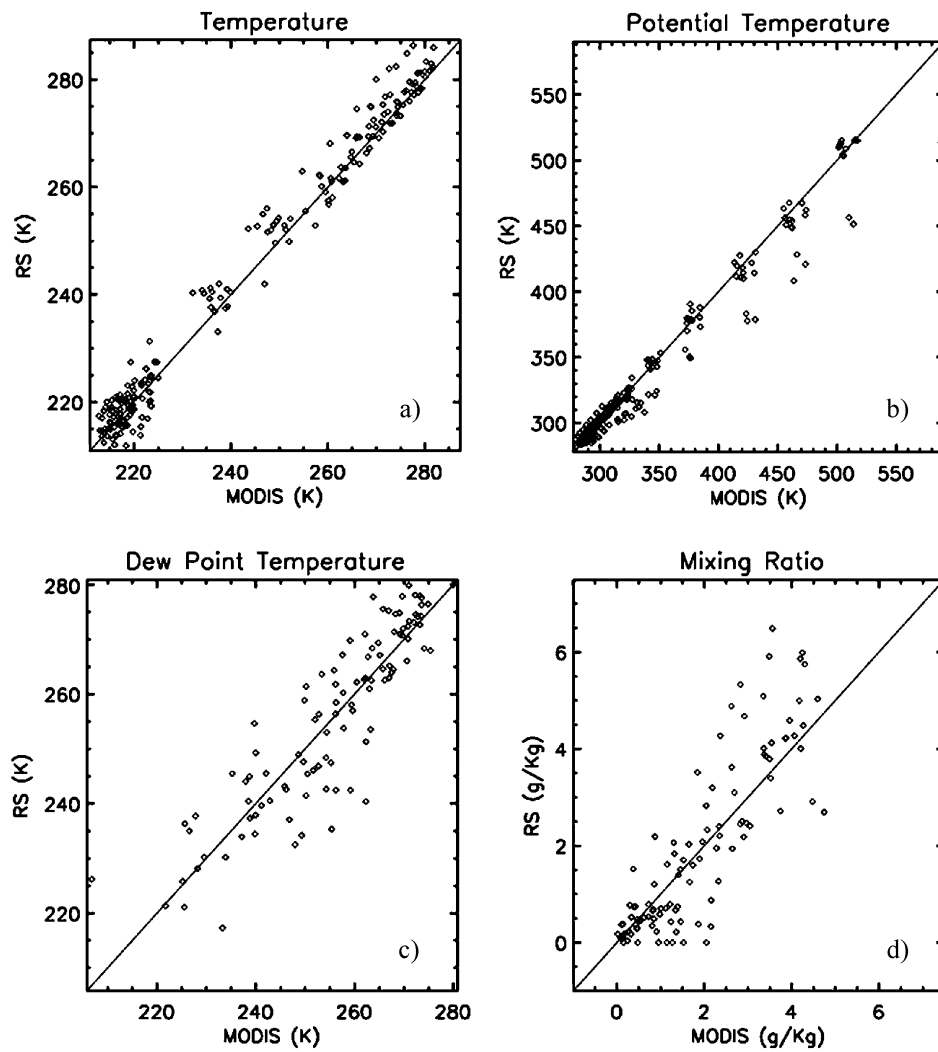 Temperature
280
260
240
220
RS (K)
220 240 260 280
MODIS (K)
a)
Potential Temperature
550
500
450
400
350
300
RS (K)
300 350 400 450 500 550
MODIS (K)
b)
Dew Point Temperature
280
260
240
220
RS (K)
220 240 260 280
MODIS (K)
c)
Mixing Ratio
6
4
2
0
RS (g/Kg)
0 2 4 6
MODIS (g/Kg)
d)